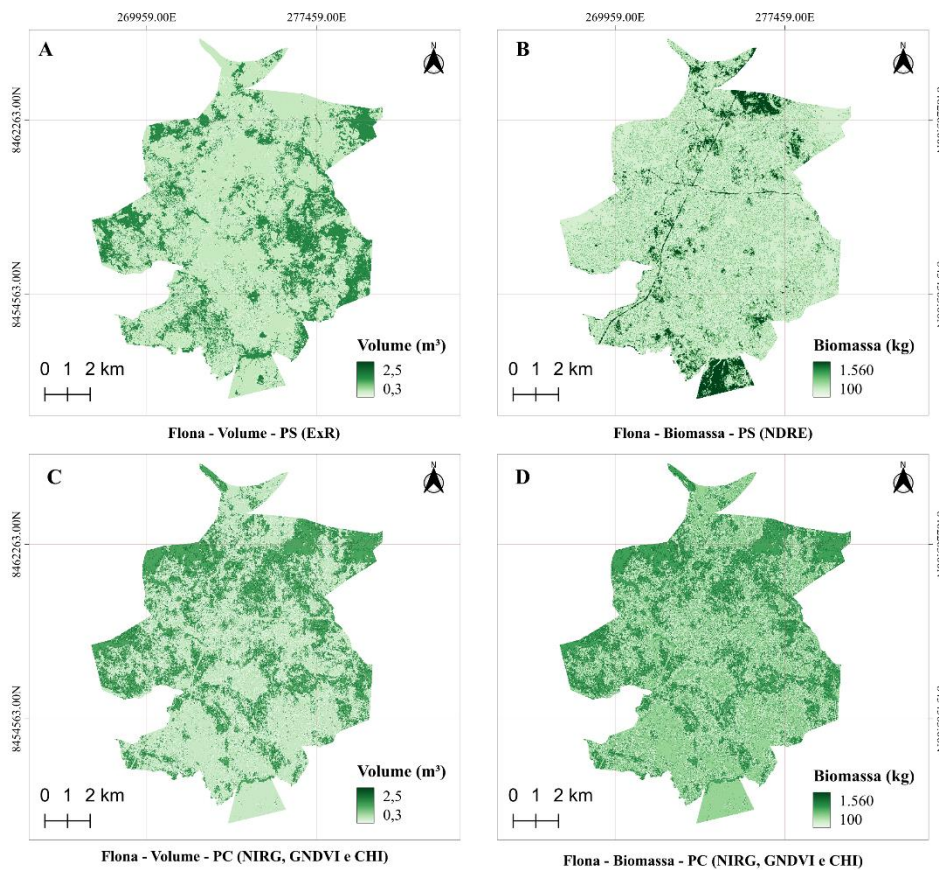 269959.00E 277459.00E 269959.00E 277459.00E
A
N
B
N
8462263.00N
8454563.00N
Volume (m³)
2,5
0,3
0 1 2 km
Biomassa (kg)
1.560
100
0 1 2 km
Flona - Volume - PS (ExR)
Flona - Biomassa - PS (NDRE)
C
N
D
N
8462263.00N
8454563.00N
Volume (m³)
2,5
0,3
0 1 2 km
Biomassa (kg)
1.560
100
0 1 2 km
Flona - Volume - PC (NIRG, GNDVI e CHI)
Flona - Biomassa - PC (NIRG, GNDVI e CHI)